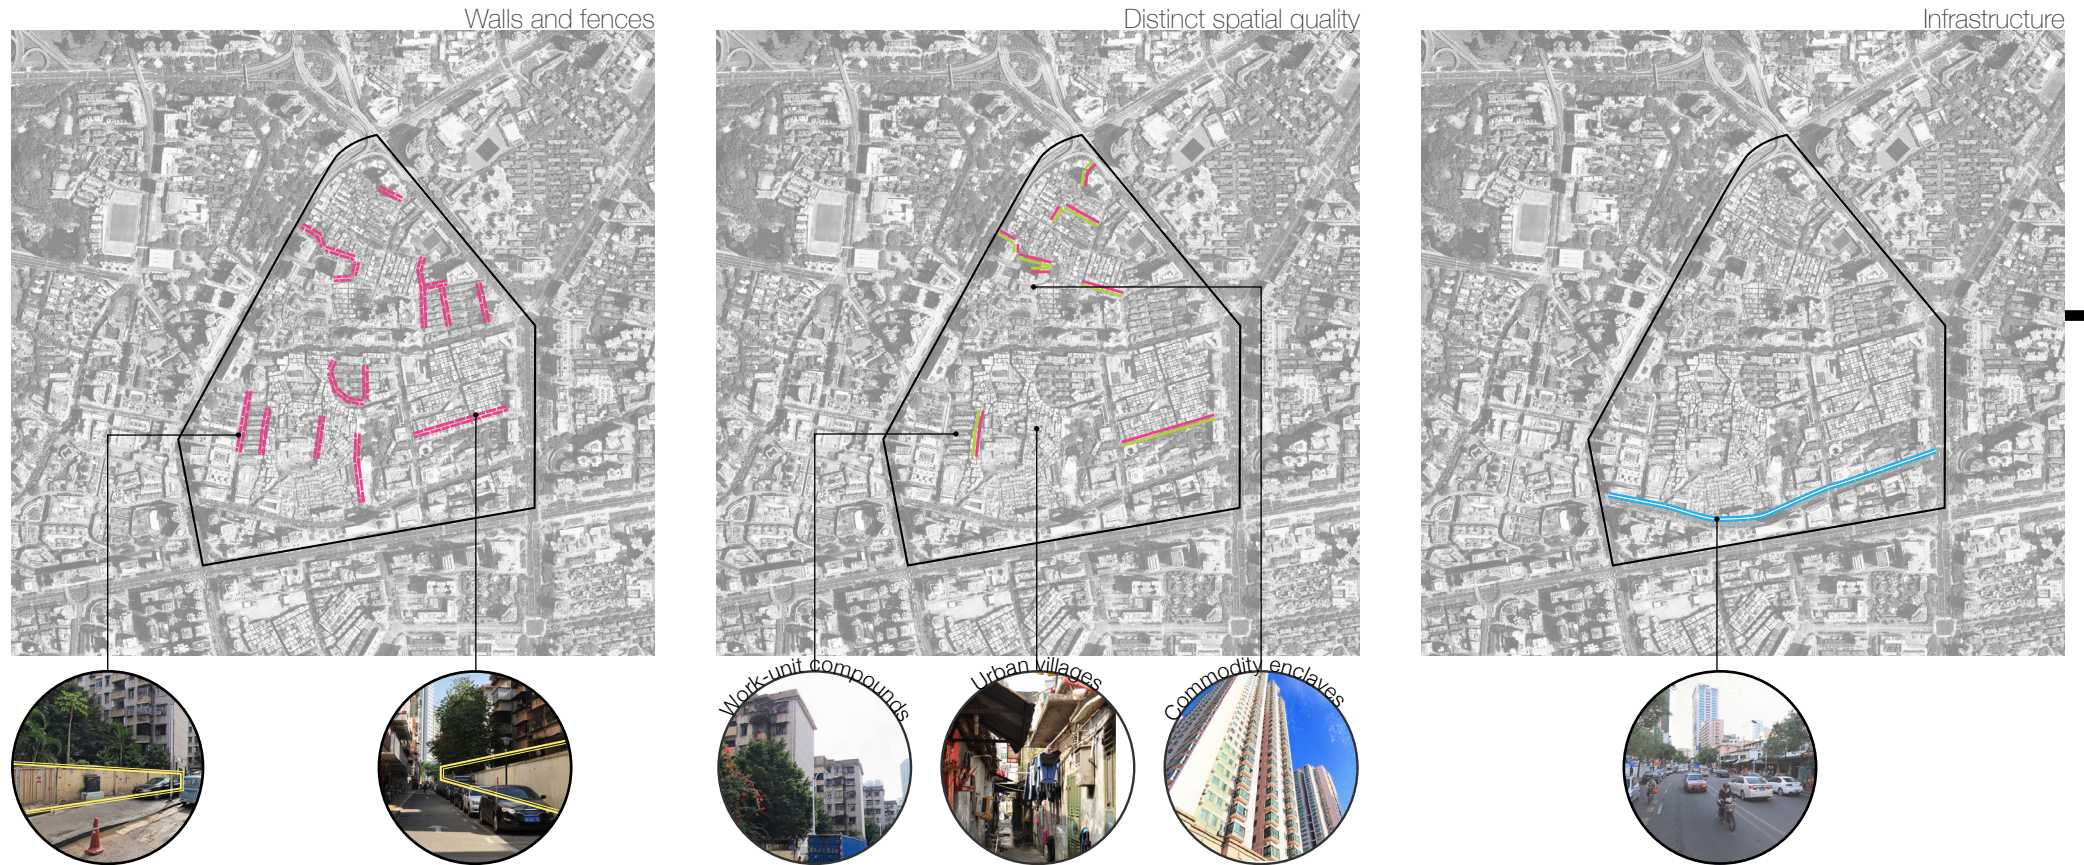 Walls and fences
Distinct spatial quality
Infrastructure
Work-unit compounds
Urban villages
Commodity enclaves